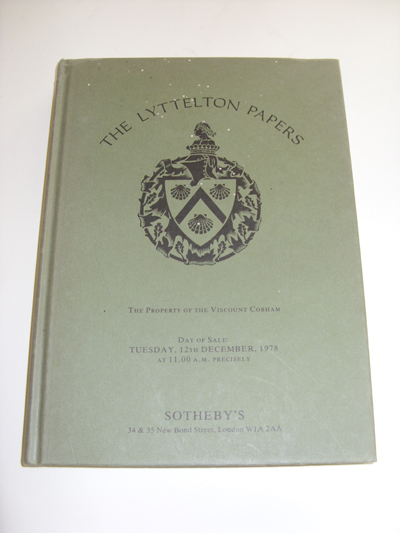 THE LYTTELTON PAPERS
THE PROPERTY OF THE VISCOUNT COBHAM
DAY OF SALE:
TUESDAY, 12TH DECEMBER, 1978
AT 11.00 A.M. PRECISELY
SOTHEBY'S
34 & 35 New Bond Street, London W1A 2AA